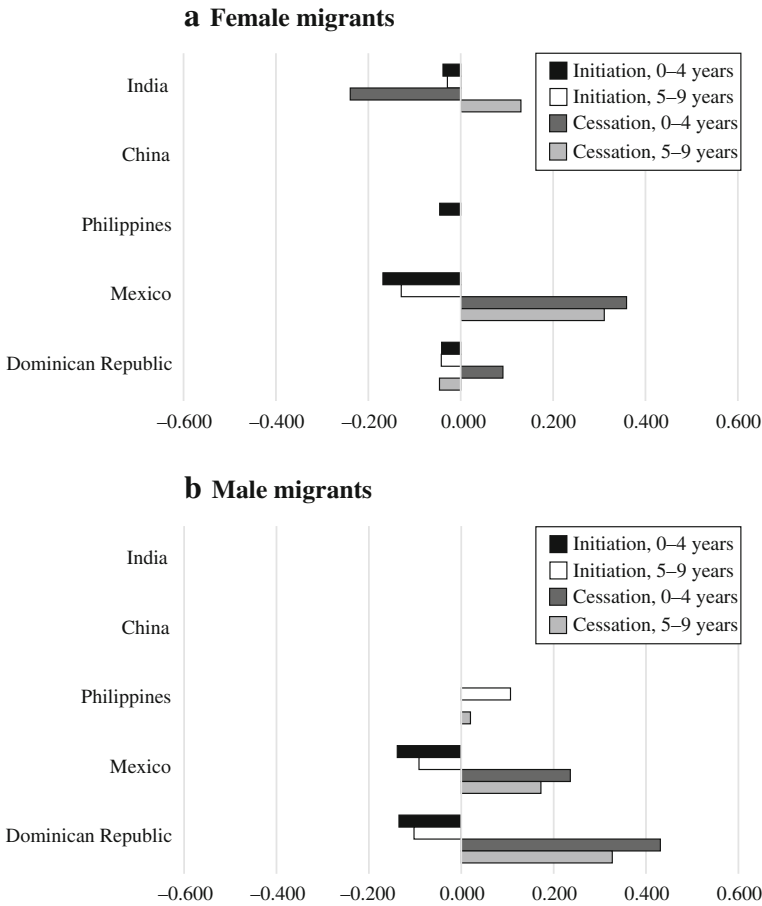 a Female migrants
Initiation, 0–4 years
Initiation, 5–9 years
Cessation, 0–4 years
Cessation, 5–9 years
India
China
Philippines
Mexico
Dominican Republic
–0.600 –0.400 –0.200 0.000 0.200 0.400 0.600
b Male migrants
Initiation, 0–4 years
Initiation, 5–9 years
Cessation, 0–4 years
Cessation, 5–9 years
India
China
Philippines
Mexico
Dominican Republic
–0.600 –0.400 –0.200 0.000 0.200 0.400 0.600